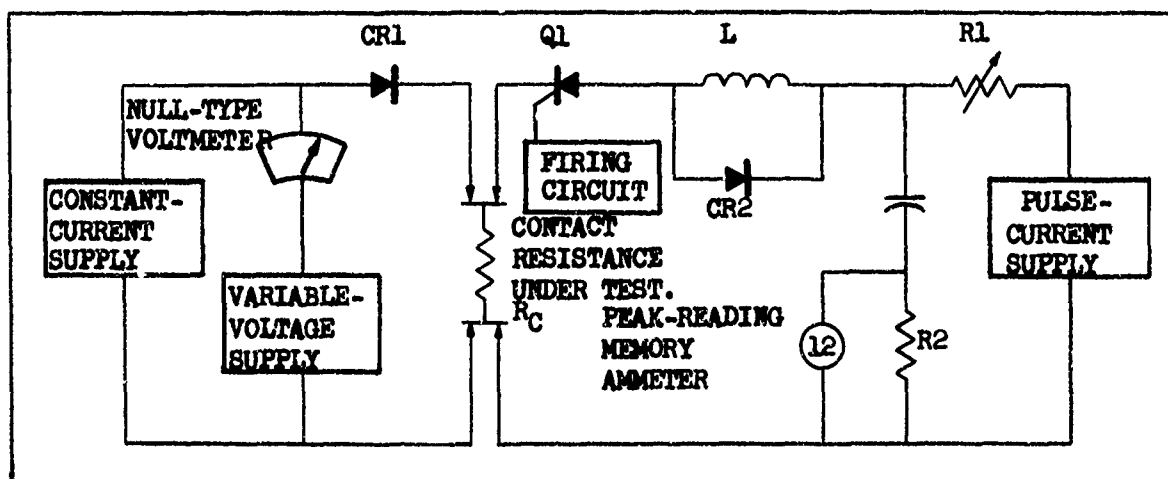 CR1
Q1
L
R1
NULL-TYPE
VOLTMETER
FIRING
CIRCUIT
CR2
CONSTANT-
CURRENT
SUPPLY
VARIABLE-
VOLTAGE
SUPPLY
CONTACT
RESISTANCE
UNDER TEST.
RC
PEAK-READING
MEMORY
AMMETER
12
R2
PULSE-
CURRENT
SUPPLY